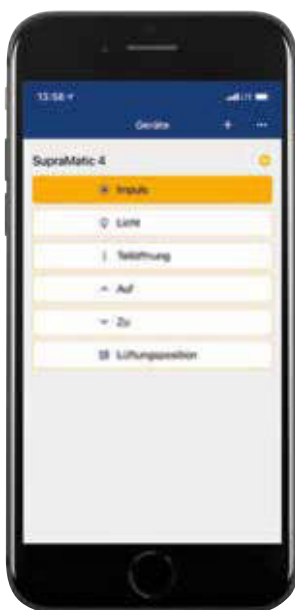 13:58
Geräte
SupraMatic 4
Impuls
Licht
Teilöffnung
Auf
Zu
Lüftungsposition